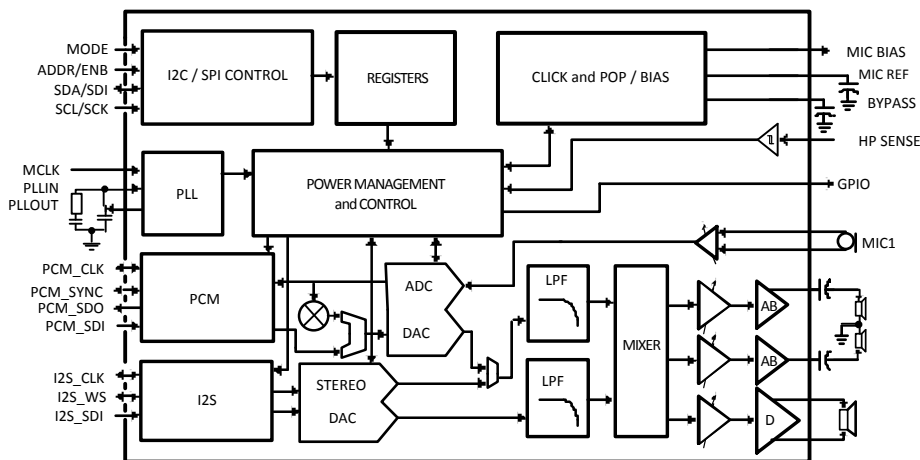 MODE
ADDR/ENB
SDA/SDI
SCL/SCK
I2C / SPI CONTROL
REGISTERS
CLICK and POP / BIAS
MIC BIAS
MIC REF
BYPASS
HP SENSE
MCLK
PLLIN
PLLOUT
PLL
POWER MANAGEMENT
and CONTROL
GPIO
MIC1
PCM_CLK
PCM_SYNC
PCM_SDO
PCM_SDI
PCM
ADC
DAC
LPF
MIXER
AB
AB
I2S_CLK
I2S_WS
I2S_SDI
I2S
STEREO
DAC
LPF
D